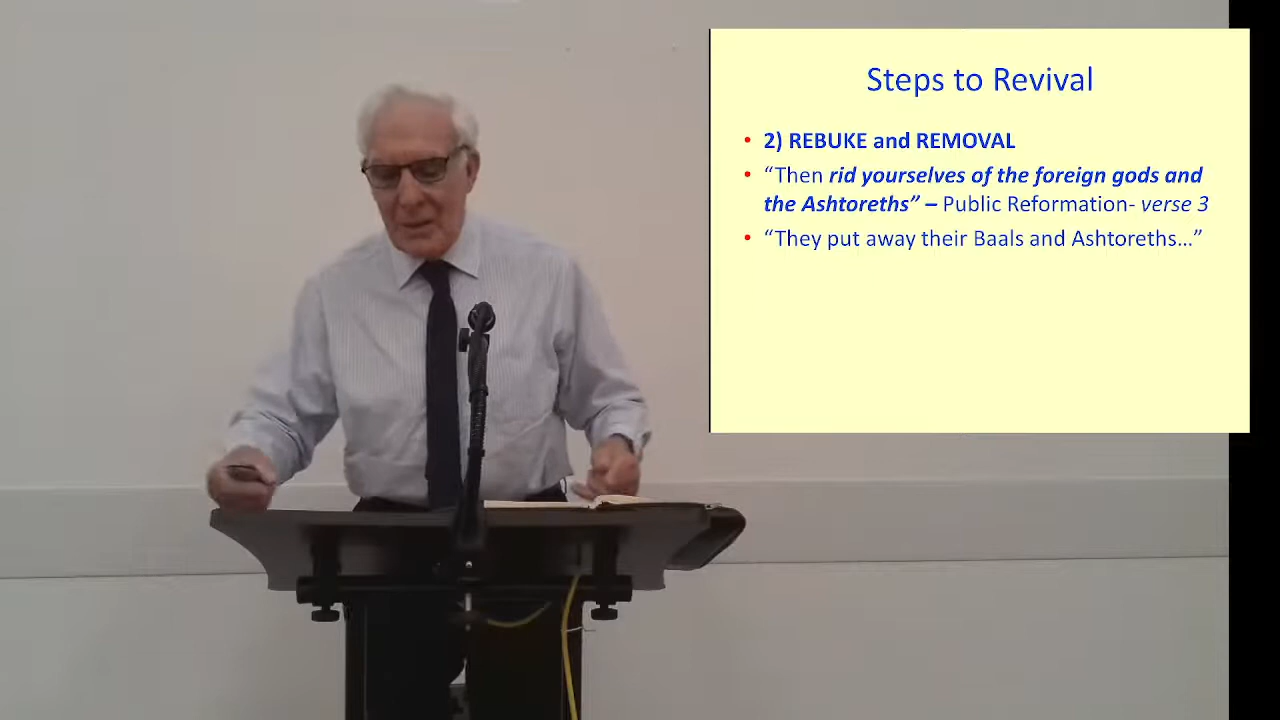 Steps to Revival
• 2) REBUKE and REMOVAL
• “Then rid yourselves of the foreign gods and
the Ashtoreths” – Public Reformation- verse 3
• “They put away their Baals and Ashtoreths…”